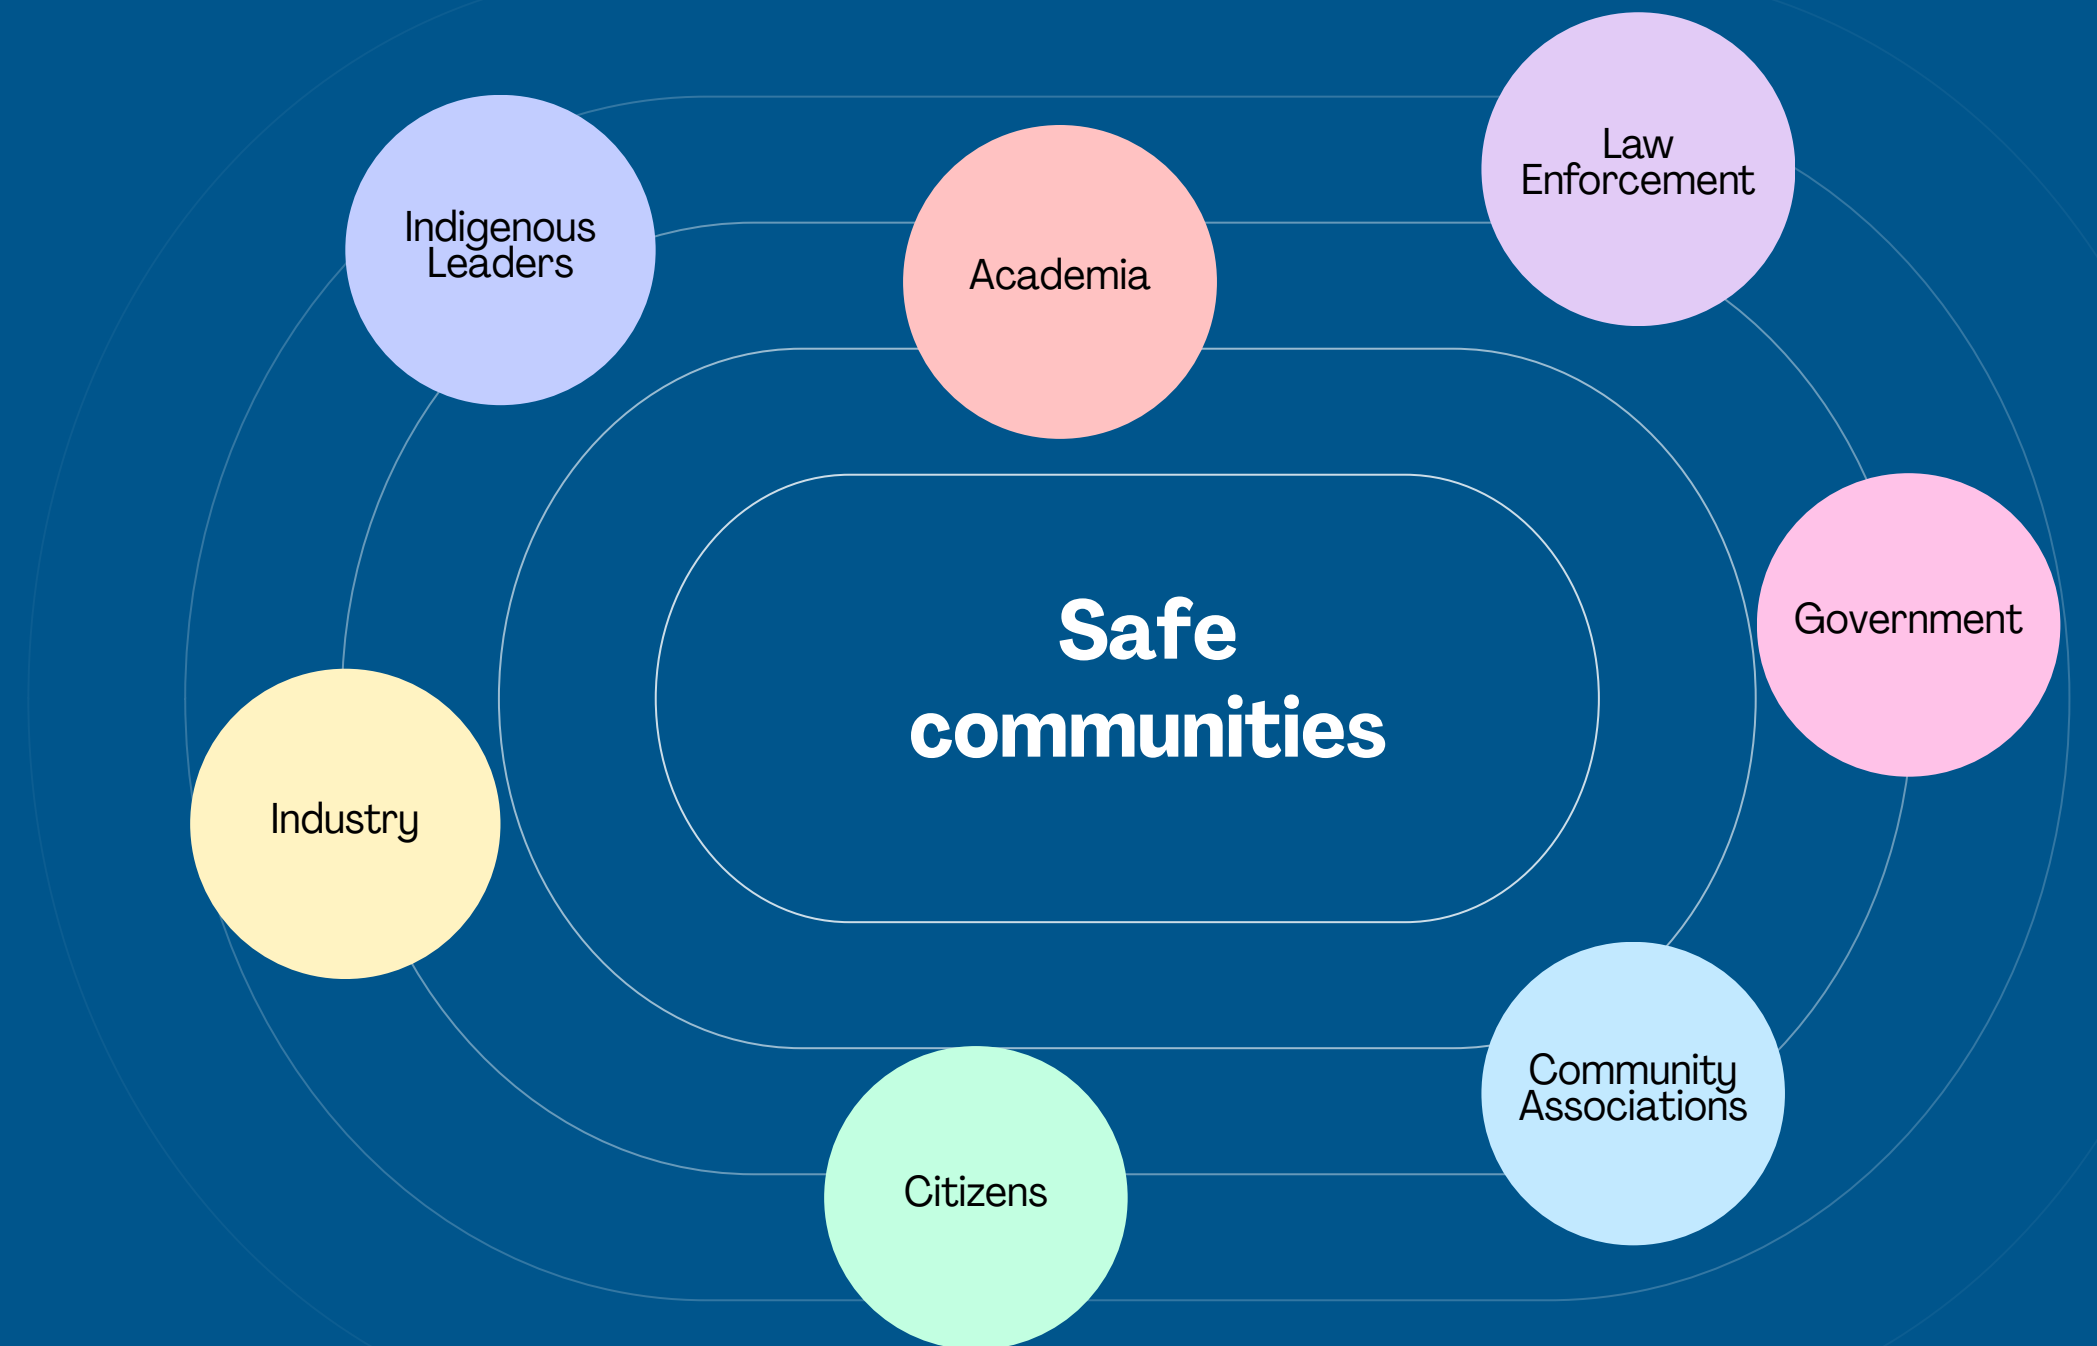 Law
Enforcement
Indigenous
Leaders
Academia
Government
Safe
communities
Industry
Community
Associations
Citizens